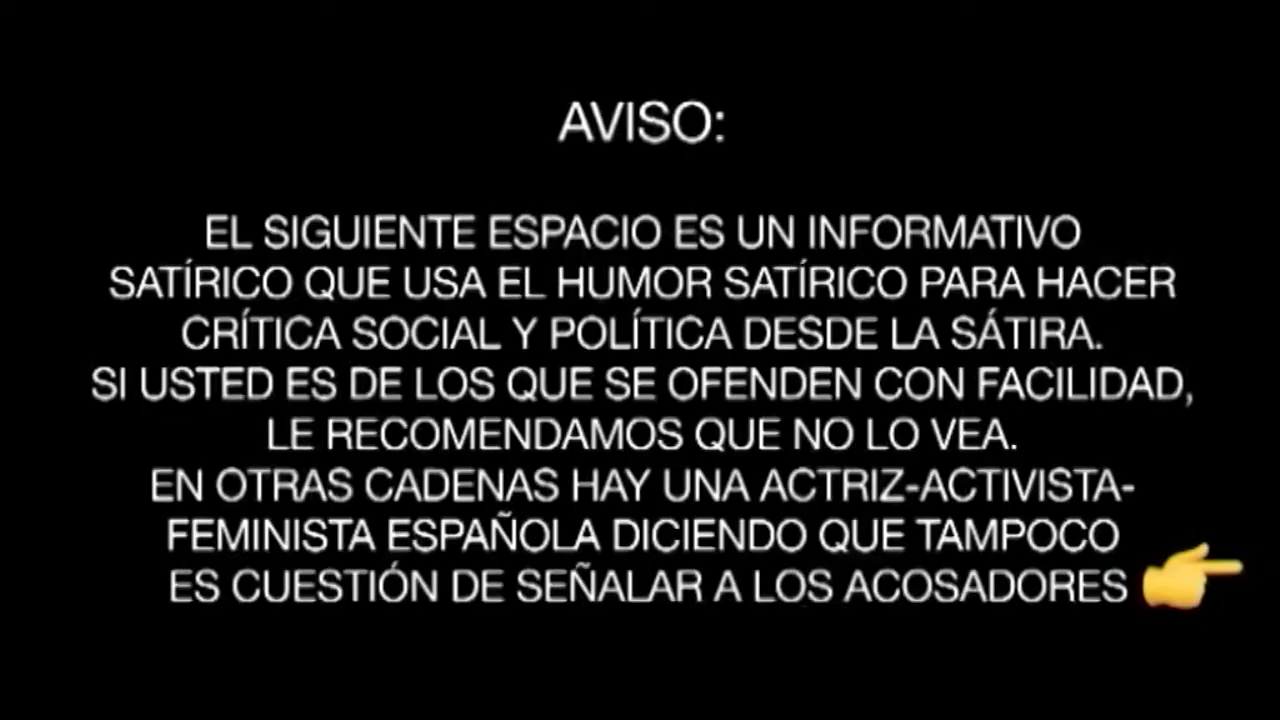 AVISO:
EL SIGUIENTE ESPACIO ES UN INFORMATIVO
SATÍRICO QUE USA EL HUMOR SATÍRICO PARA HACER
CRÍTICA SOCIAL Y POLÍTICA DESDE LA SÁTIRA.
SI USTED ES DE LOS QUE SE OFENDEN CON FACILIDAD,
LE RECOMENDAMOS QUE NO LO VEA.
EN OTRAS CADENAS HAY UNA ACTRIZ-ACTIVISTA-
FEMINISTA ESPAÑOLA DICIENDO QUE TAMPOCO
ES CUESTIÓN DE SEÑALAR A LOS ACOSADORES 👉